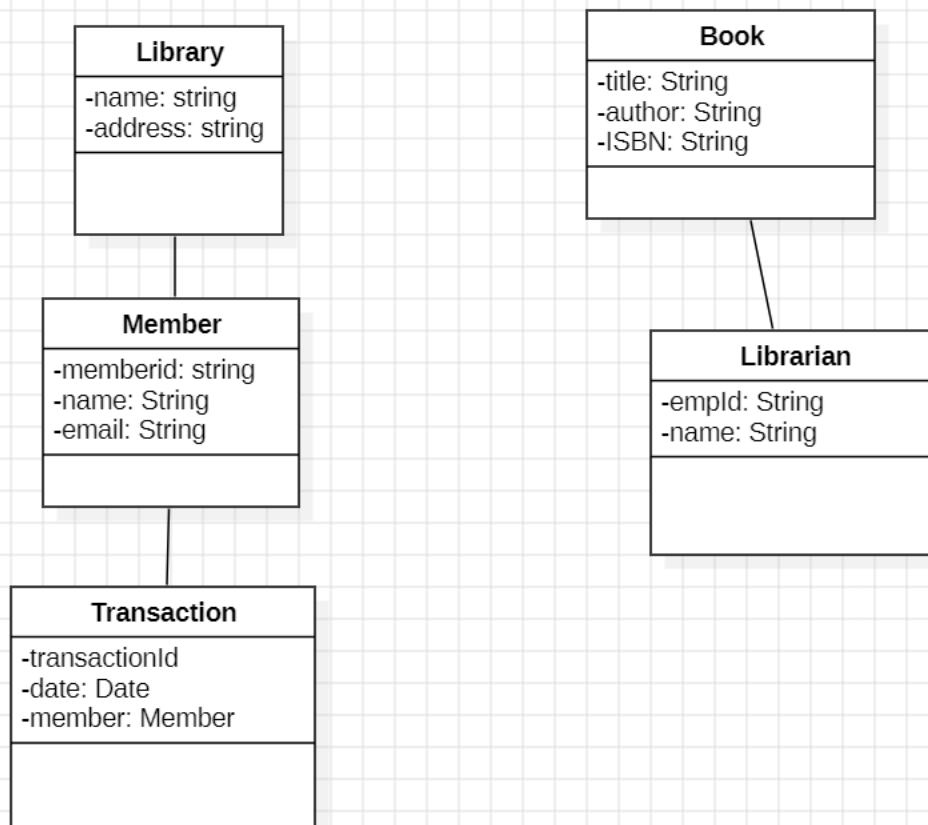 Library
-name: string
-address: string
Member
-memberid: string
-name: String
-email: String
Transaction
-transactionId
-date: Date
-member: Member
Book
-title: String
-author: String
-ISBN: String
Librarian
-empId: String
-name: String